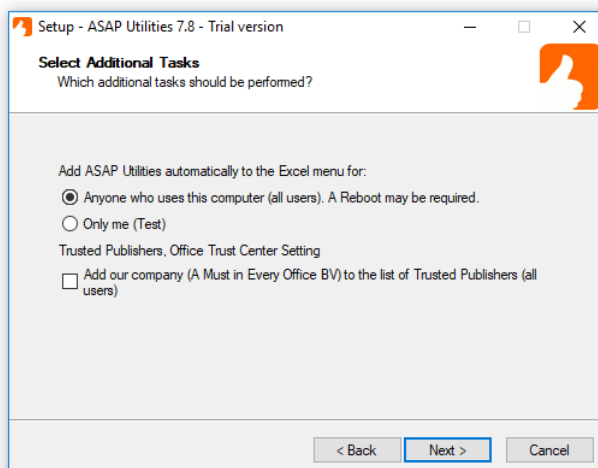 Setup - ASAP Utilities 7.8 - Trial version
Select Additional Tasks
Which additional tasks should be performed?
Add ASAP Utilities automatically to the Excel menu for:
Anyone who uses this computer (all users). A Reboot may be required.
Only me (Test)
Trusted Publishers, Office Trust Center Setting
Add our company (A Must in Every Office BV) to the list of Trusted Publishers (all
users)
< Back Next > Cancel